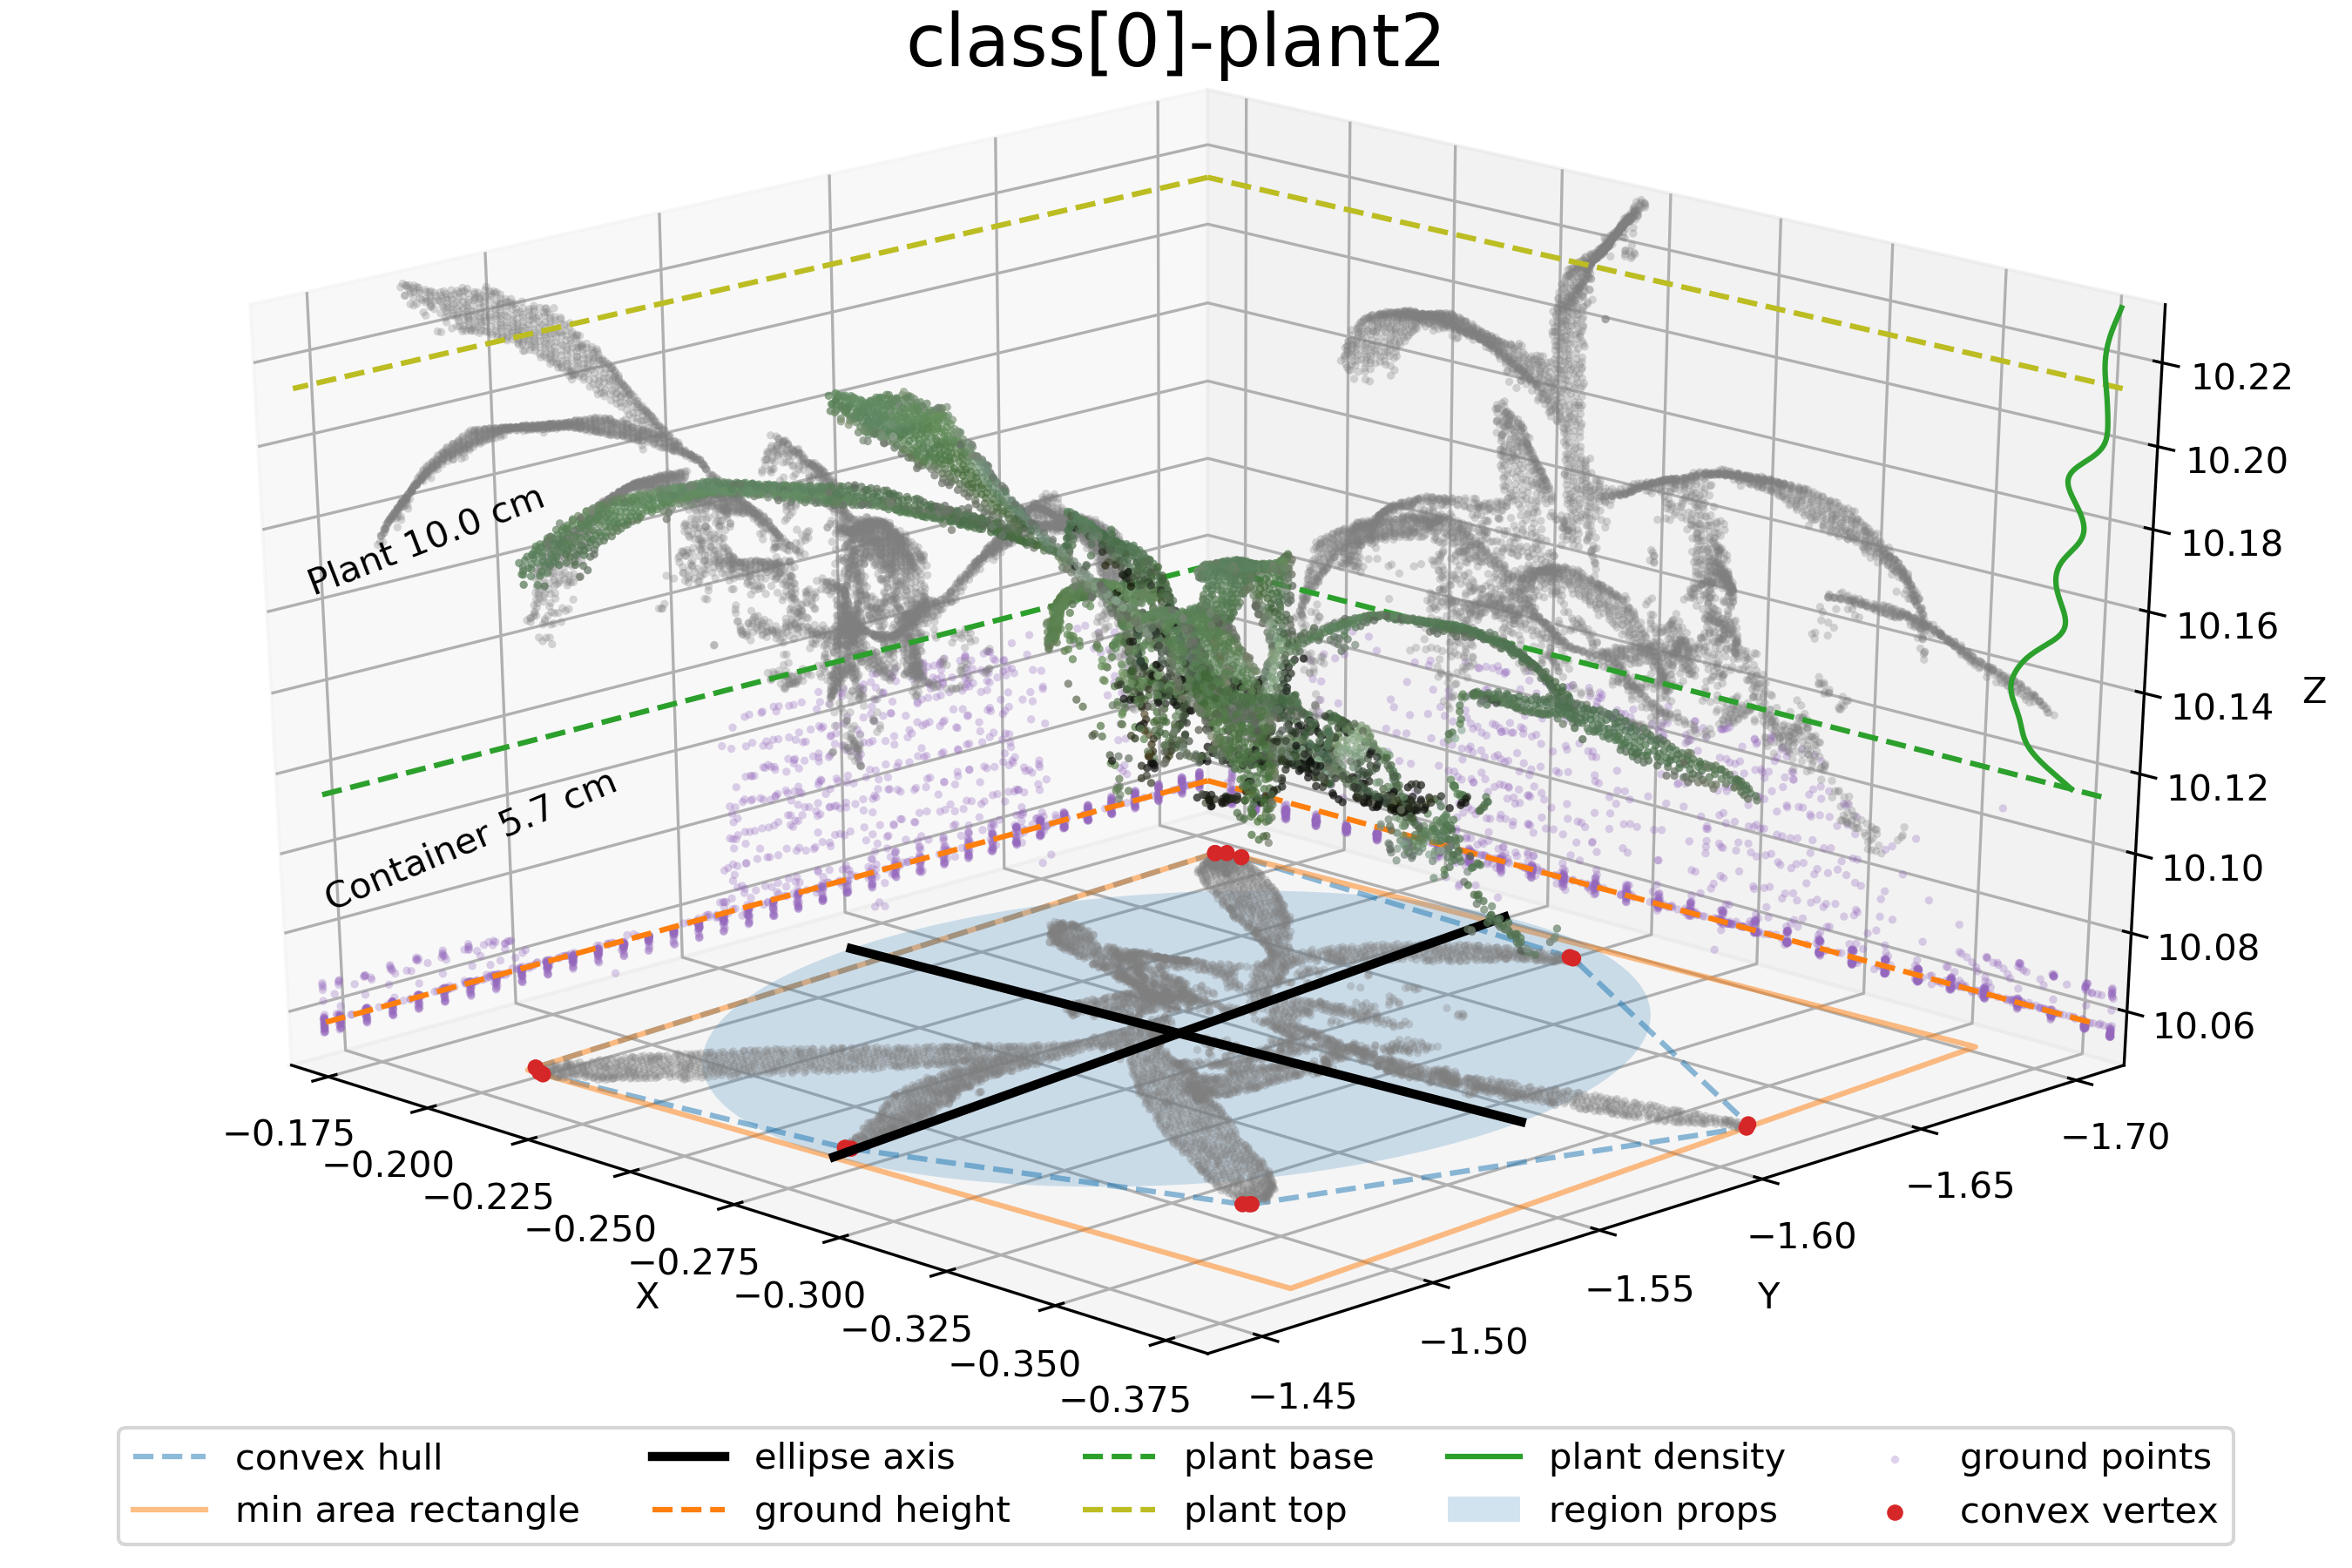 class[0]-plant2
Plant 10.0 cm
Container 5.7 cm
10.22
10.20
10.18
10.16
10.14
10.12
10.10
10.08
10.06
Z
−0.175
−0.200
−0.225
−0.250
−0.275
−0.300
−0.325
−0.350
−0.375
X
−1.70
−1.65
−1.60
−1.55
−1.50
−1.45
Y
convex hull
min area rectangle
ellipse axis
ground height
plant base
plant top
plant density
region props
ground points
convex vertex